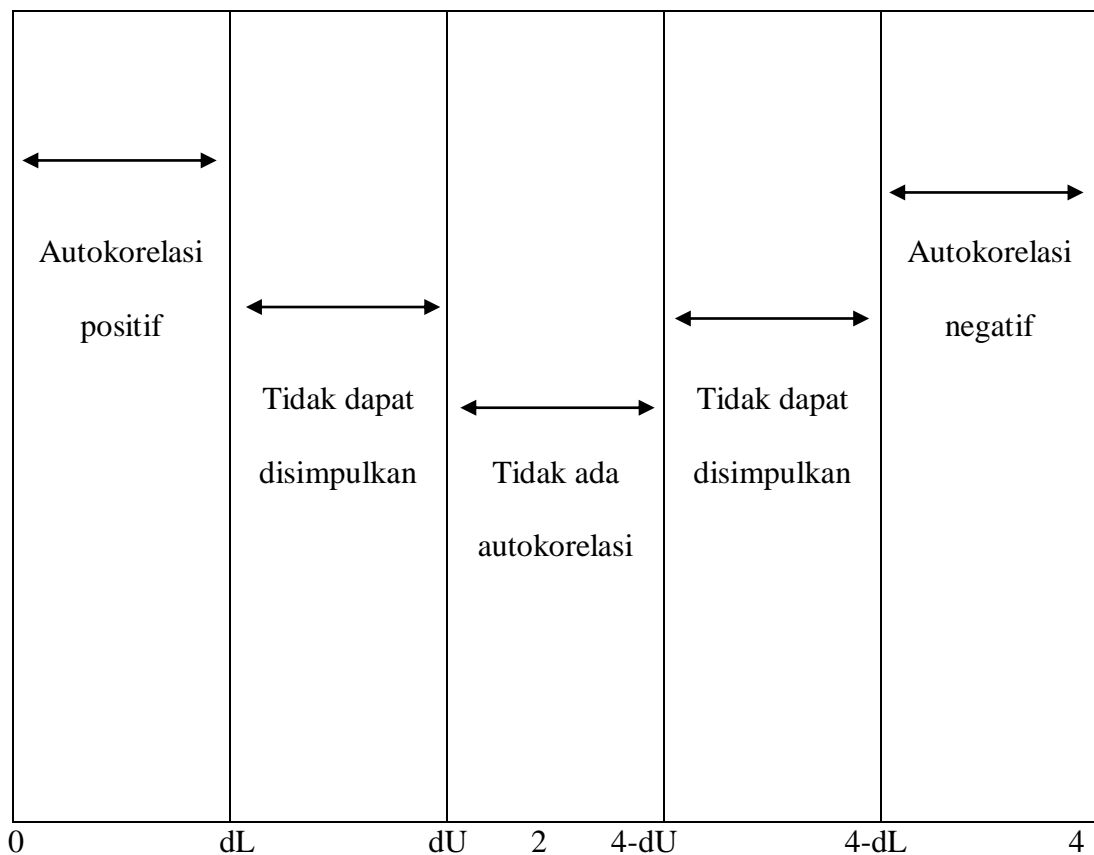 Autokorelasi
positif
Tidak dapat
disimpulkan
Tidak ada
autokorelasi
Tidak dapat
disimpulkan
Autokorelasi
negatif
0 dL dU 2 4-dU 4-dL 4